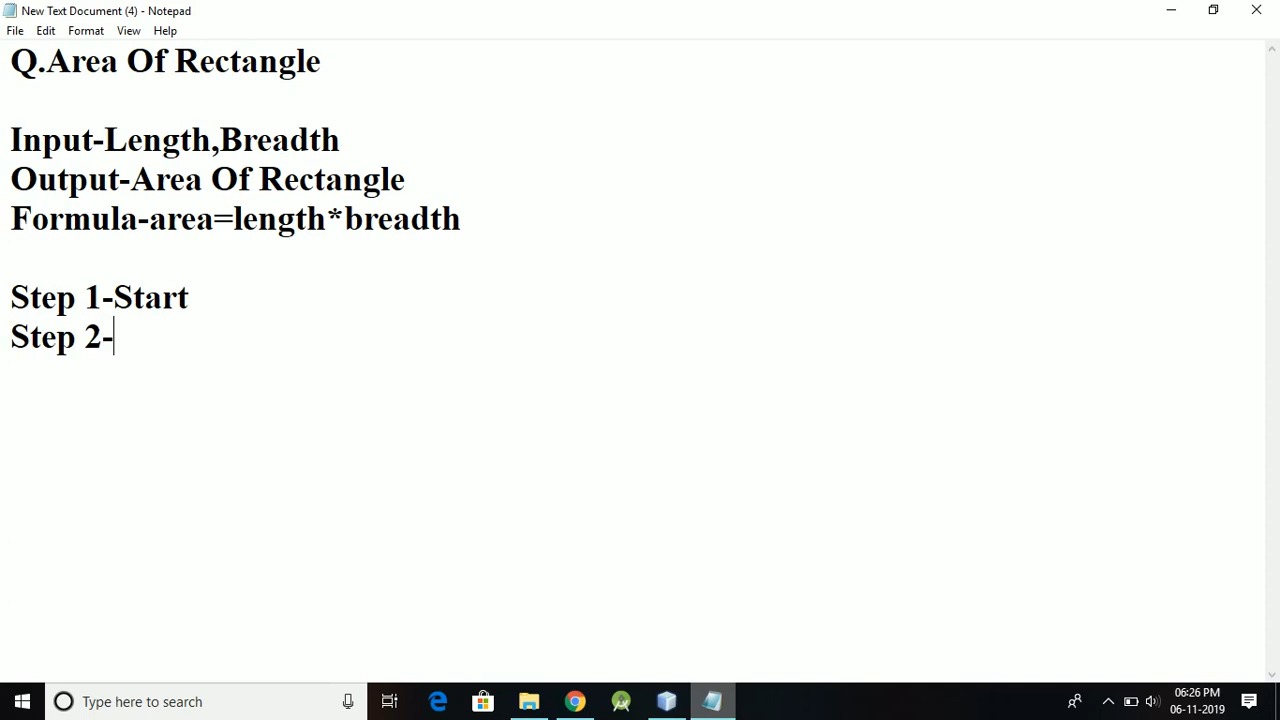 New Text Document (4) - Notepad
File Edit Format View Help
Q.Area Of Rectangle
Input-Length,Breadth
Output-Area Of Rectangle
Formula-area=length*breadth
Step 1-Start
Step 2-
Type here to search
06:26 PM
06-11-2019